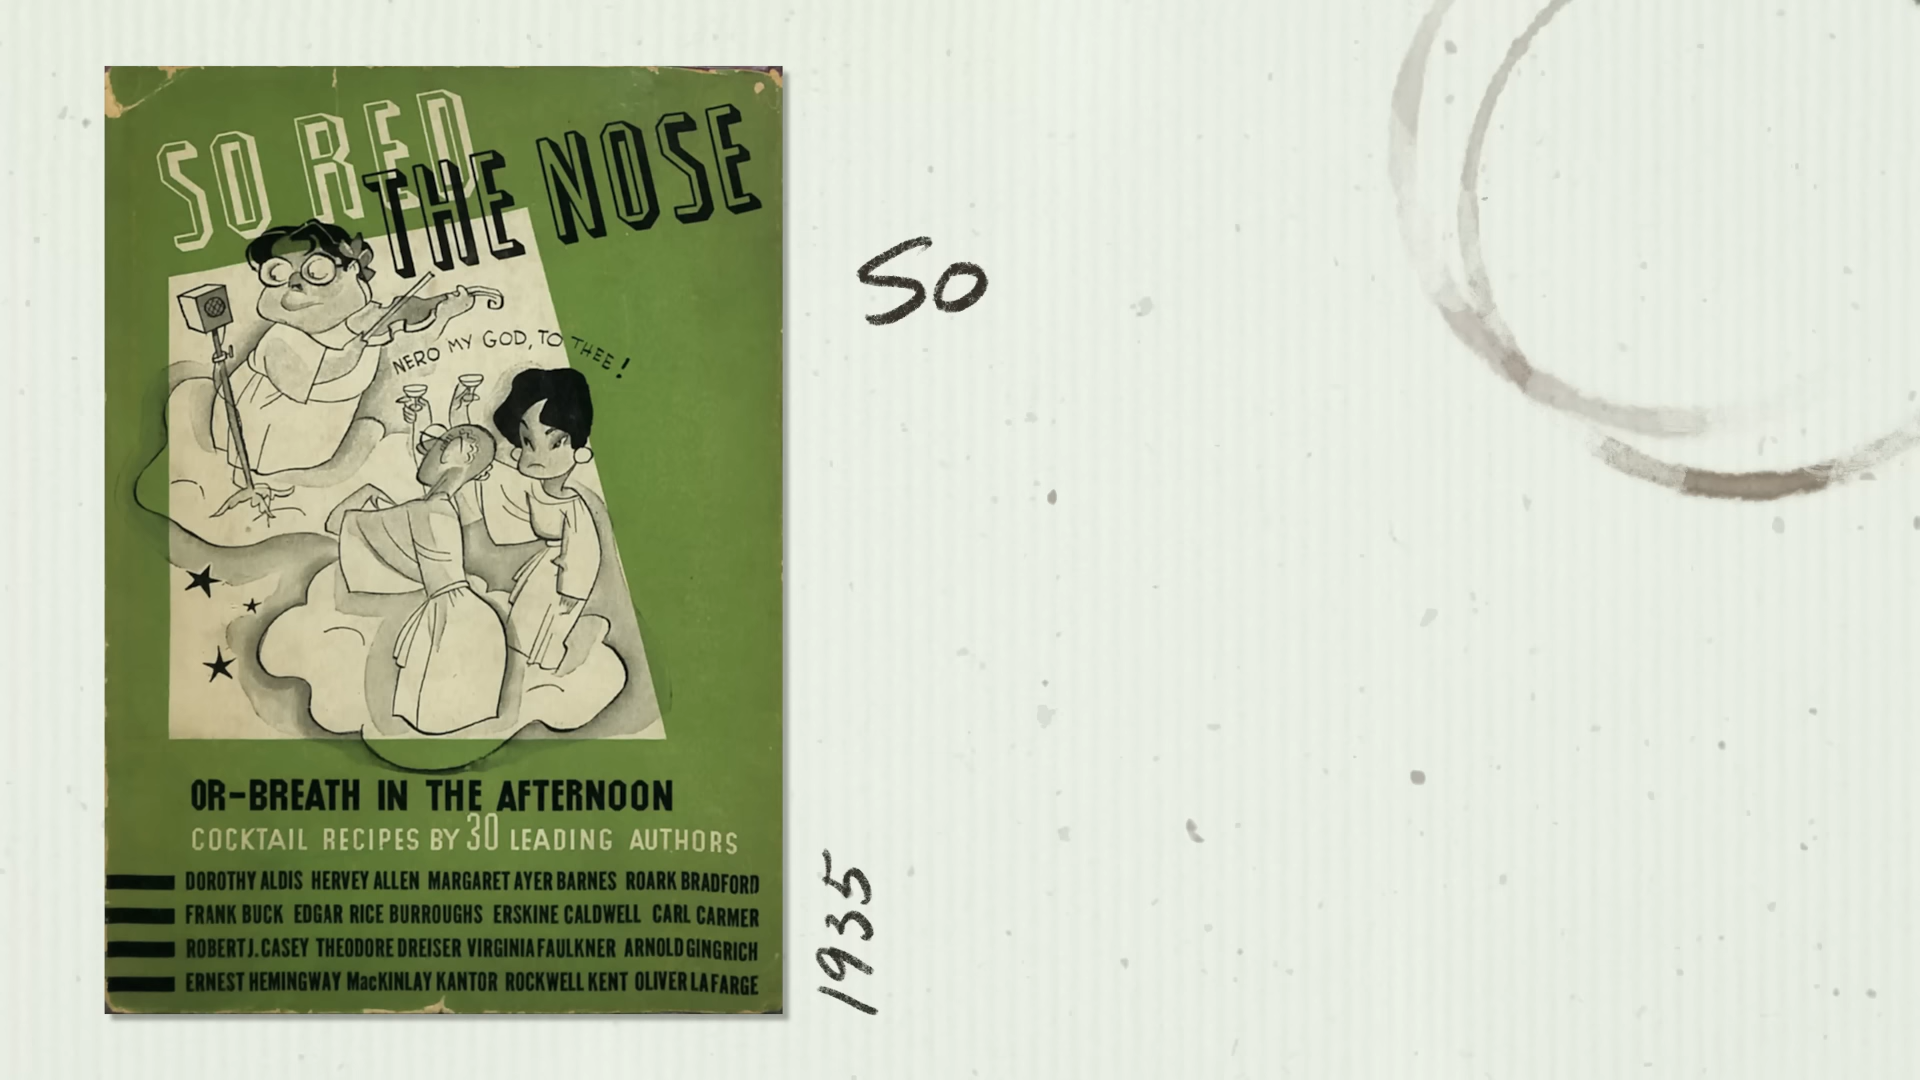 SO RED
THE NOSE
NERO MY GOD, TO THEE!
OR-BREATH IN THE AFTERNOON
COCKTAIL RECIPES BY 30 LEADING AUTHORS
DOROTHY ALDIS HERVEY ALLEN MARGARET AYER BARNES ROARK BRADFORD
FRANK BUCK EDGAR RICE BURROUGHS ERSKINE CALDWELL CARL CARMER
ROBERT J. CASEY THEODORE DREISER VIRGINIA FAULKNER ARNOLD GINGRICH
ERNEST HEMINGWAY MacKINLAY KANTOR ROCKWELL KENT OLIVER LA FARGE
So
1935